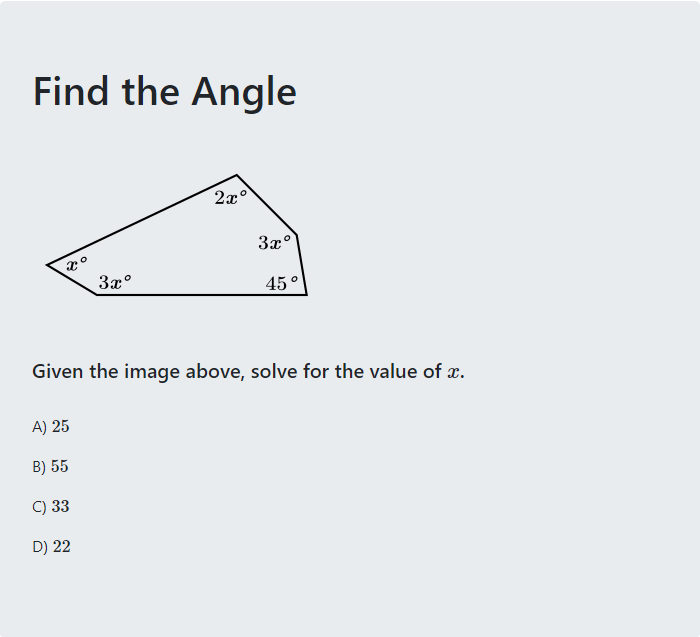 Find the Angle
2x°
3x°
x°
3x°
45°
Given the image above, solve for the value of x.
A) 25
B) 55
C) 33
D) 22